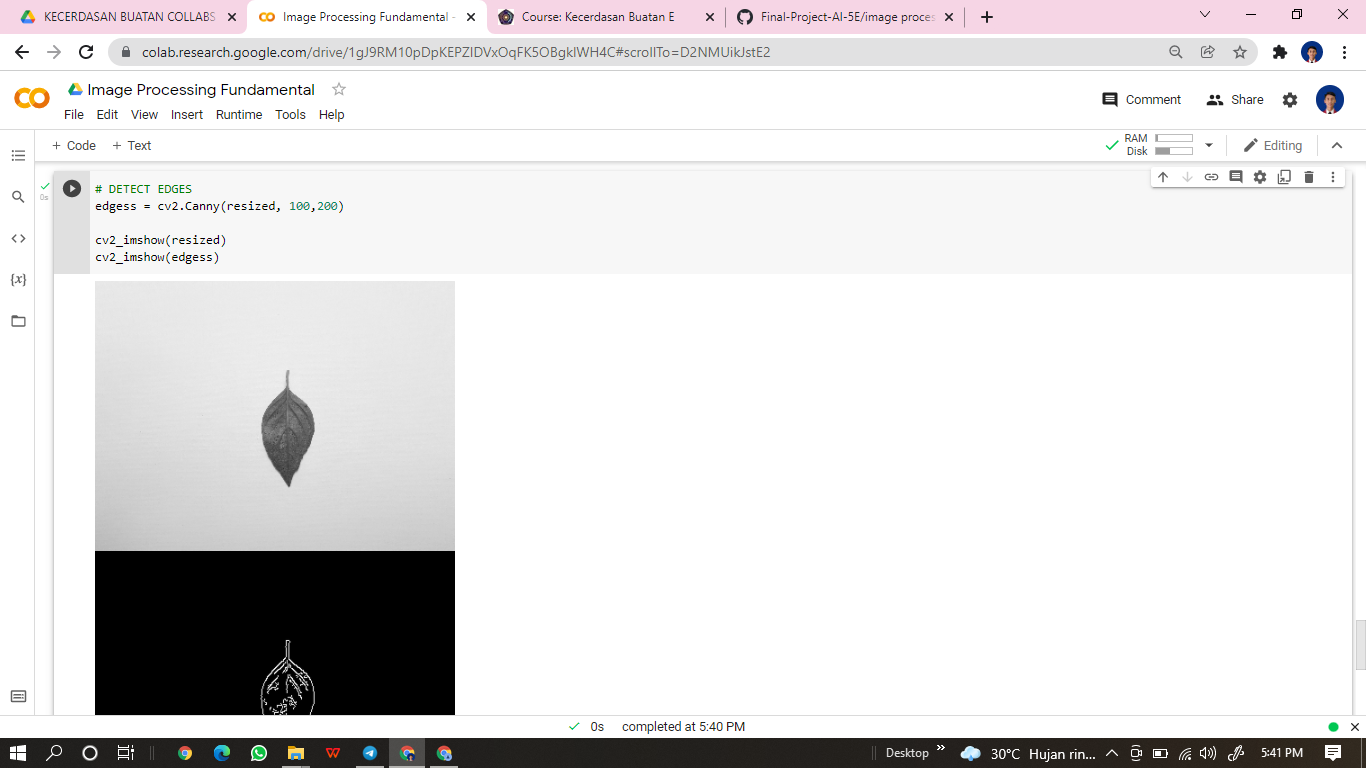 KECERDASAN BUATAN COLLABS
Image Processing Fundamental -
Course: Kecerdasan Buatan E
Final-Project-AI-5E/image proces
colab.research.google.com/drive/1gJ9RM10pDpKEPZIDVxOqFK5OBgklWH4C#scrollTo=D2NMUikJstE2
Image Processing Fundamental
Comment
Share
File Edit View Insert Runtime Tools Help
+ Code + Text
RAM
Disk
Editing
0s
# DETECT EDGES
edgess = cv2.Canny(resized, 100,200)
cv2_imshow(resized)
cv2_imshow(edgess)
{x}
0s completed at 5:40 PM
Desktop
30°C Hujan rin...
5:41 PM